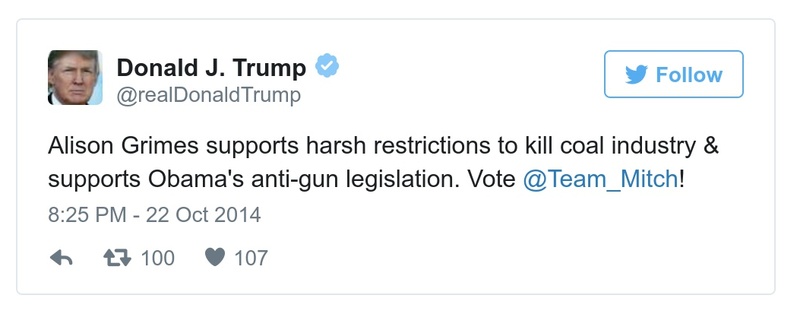 Donald J. Trump
@realDonaldTrump
Follow
Alison Grimes supports harsh restrictions to kill coal industry &
supports Obama's anti-gun legislation. Vote @Team_Mitch!
8:25 PM - 22 Oct 2014
100 107